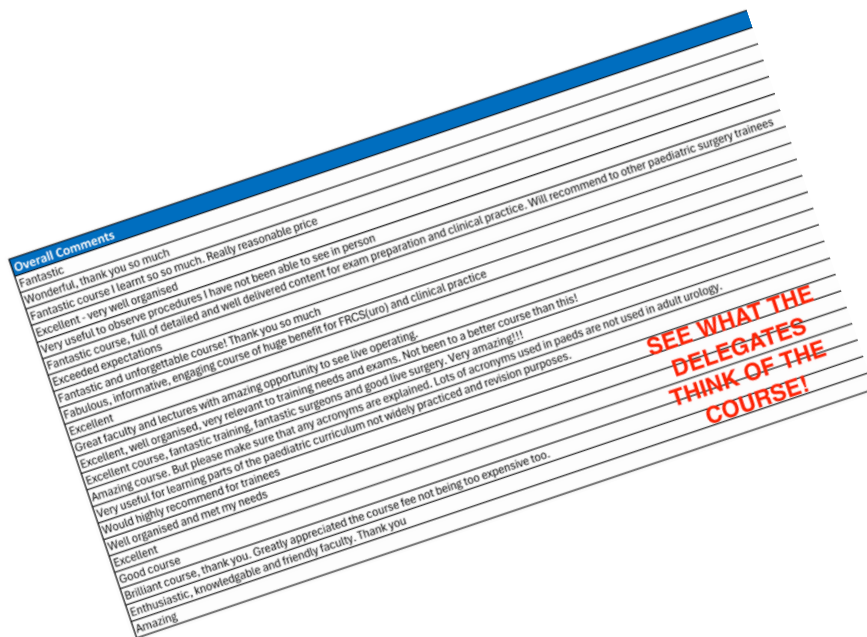 Overall Comments
Fantastic
Wonderful, thank you so much
Fantastic course I learnt so so much. Really reasonable price
Excellent - very well organised
Very useful to observe procedures I have not been able to see in person
Fantastic course, full of detailed and well delivered content for exam preparation and clinical practice. Will recommend to other paediatric surgery trainees
Exceeded expectations
Fantastic and unforgettable course! Thank you so much
Fabulous, informative, engaging course of huge benefit for FRCS(uro) and clinical practice
Excellent
Great faculty and lectures with amazing opportunity to see live operating.
Excellent, well organised, very relevant to training needs and exams. Not been to a better course than this!
Excellent course, fantastic training, fantastic surgeons and good live surgery. Very amazing!!!
Amazing course. But please make sure that any acronyms are explained. Lots of acronyms used in paeds are not used in adult urology.
Very useful for learning parts of the paediatric curriculum not widely practiced and revision purposes.
Would highly recommend for trainees
Well organised and met my needs
Excellent
Good course
Brilliant course, thank you. Greatly appreciated the course fee not being too expensive too.
Enthusiastic, knowledgable and friendly faculty. Thank you
Amazing
SEE WHAT THE
DELEGATES
THINK OF THE
COURSE!